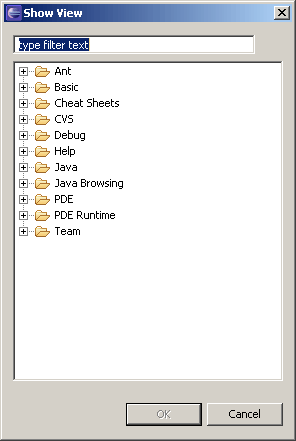 Show View
type filter text
Ant
Basic
Cheat Sheets
CVS
Debug
Help
Java
Java Browsing
PDE
PDE Runtime
Team
OK
Cancel